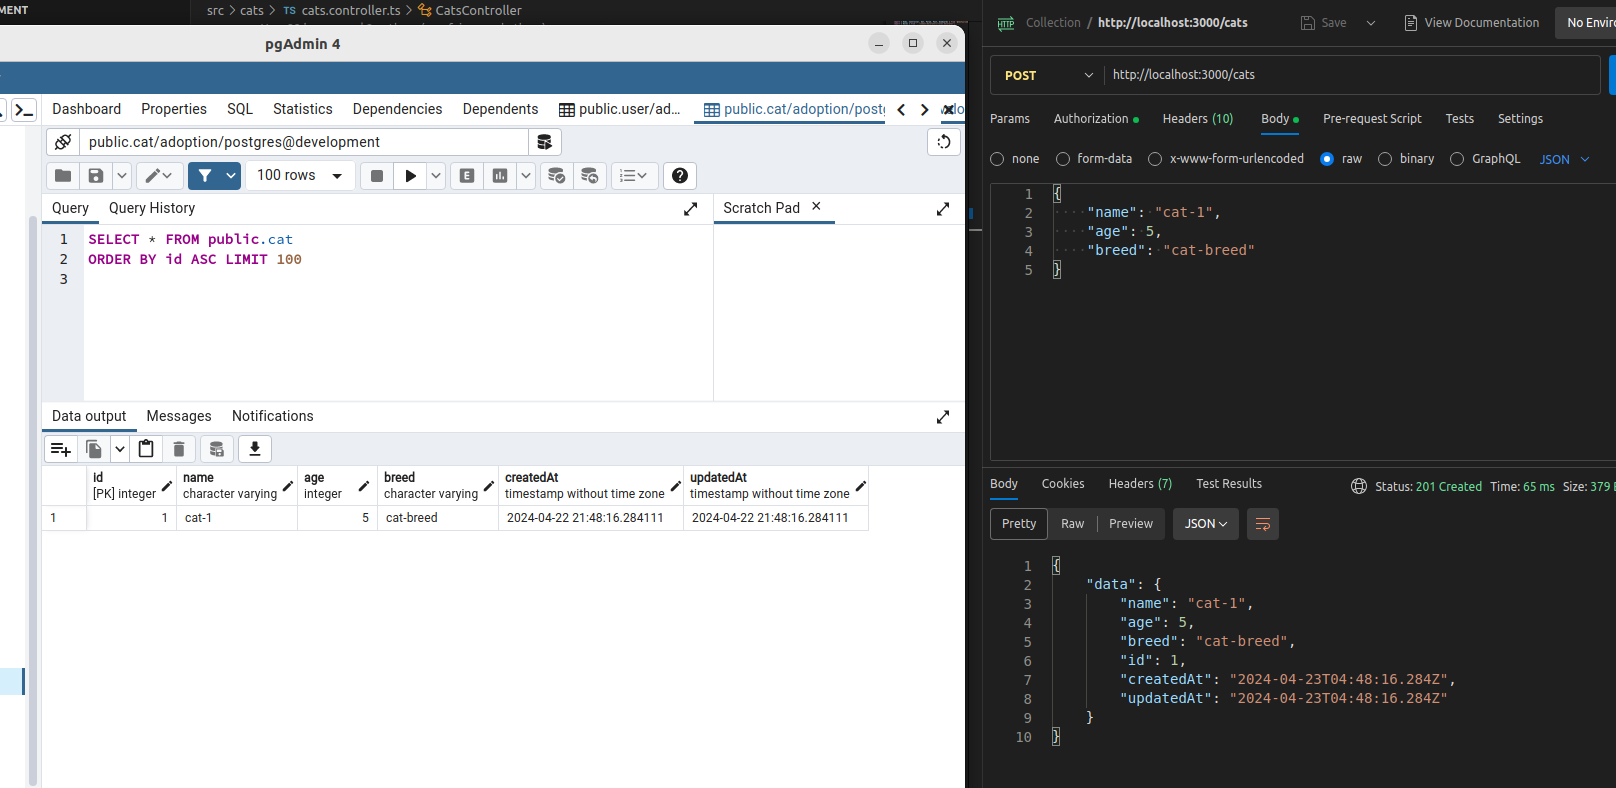 MENT
src > cats > TS cats.controller.ts > CatsController
pgAdmin 4
Dashboard Properties SQL Statistics Dependencies Dependents public.user/ad... public.cat/adoption/post
public.cat/adoption/postgres@development
100 rows
E
Query Query History
Scratch Pad
1 SELECT * FROM public.cat
2 ORDER BY id ASC LIMIT 100
3
Data output Messages Notifications
id name age breed createdAt updatedAt
[PK] integer character varying integer character varying timestamp without time zone timestamp without time zone
1 1 cat-1 5 cat-breed 2024-04-22 21:48:16.284111 2024-04-22 21:48:16.284111
HTTP Collection / http://localhost:3000/cats Save View Documentation No Enviro
POST http://localhost:3000/cats
Params Authorization Headers (10) Body Pre-request Script Tests Settings
none form-data x-www-form-urlencoded raw binary GraphQL JSON
1 {
2 "name": "cat-1",
3 "age": 5,
4 "breed": "cat-breed"
5 }
Body Cookies Headers (7) Test Results Status: 201 Created Time: 65 ms Size: 379
Pretty Raw Preview JSON
1 {
2 "data": {
3 "name": "cat-1",
4 "age": 5,
5 "breed": "cat-breed",
6 "id": 1,
7 "createdAt": "2024-04-23T04:48:16.284Z",
8 "updatedAt": "2024-04-23T04:48:16.284Z"
9 }
10 }